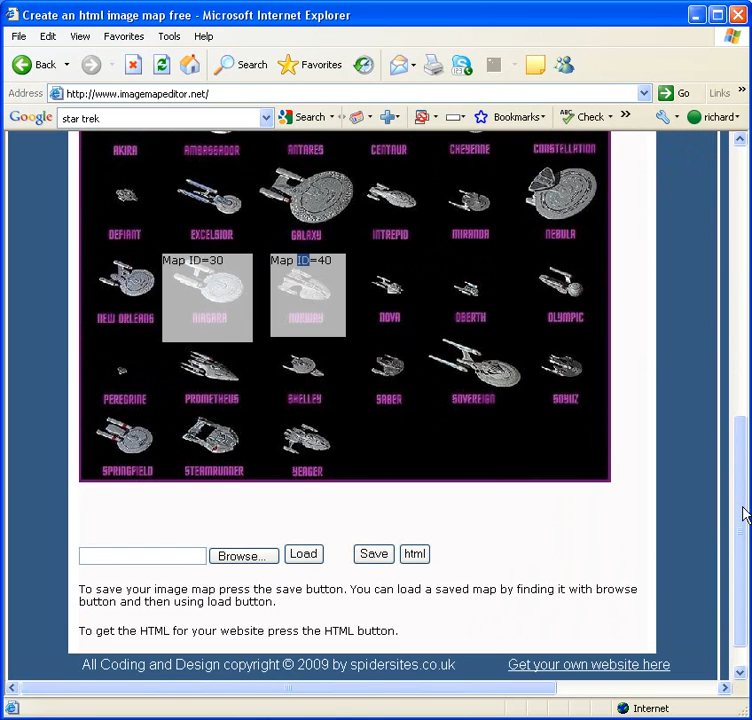 Create an html image map free - Microsoft Internet Explorer
File Edit View Favorites Tools Help
Back Search Favorites
Address http://www.imagemapeditor.net/ Go Links »
Google star trek Search Bookmarks ABC Check » richard
AKIRA AMBASSADOR ANTARES CENTAUR CHEYENNE CONSTELLATION
DEFIANT EXCELSIOR GALAXY INTREPID MIRANDA NEBULA
Map ID=30 Map ID=40
NEW ORLEANS NIAGARA NORWAY NOVA OBERTH OLYMPIC
PEREGRINE PROMETHEUS SHELLEY SABER SOVEREIGN SOYUZ
SPRINGFIELD STEAMRUNNER YEAGER
Browse... Load Save html
To save your image map press the save button. You can load a saved map by finding it with browse
button and then using load button.
To get the HTML for your website press the HTML button.
All Coding and Design copyright © 2009 by spidersites.co.uk Get your own website here
Internet